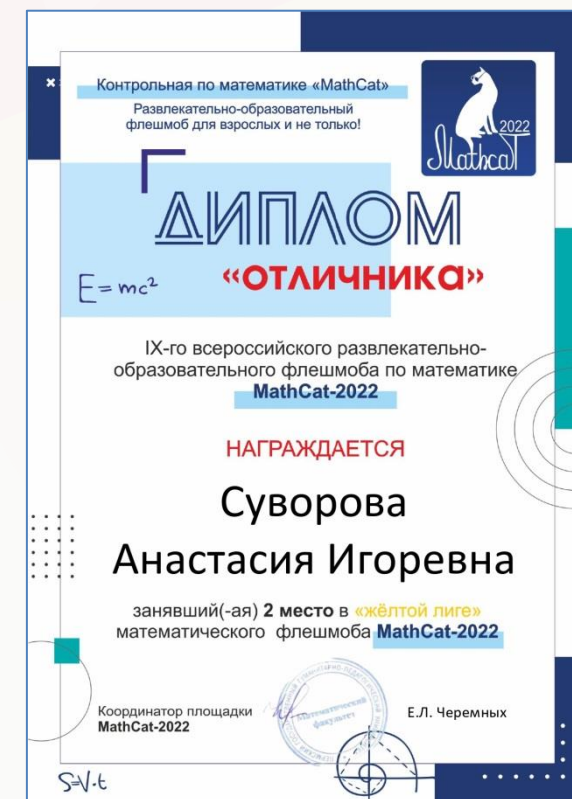 Контрольная по математике «MathCat»
Развлекательно-образовательный
флешмоб для взрослых и не только!
2022
Mathcat
ДИПЛОМ
«ОТЛИЧНИКА»
E=mc²
IX-го всероссийского развлекательно-
образовательного флешмоба по математике
MathCat-2022
НАГРАЖДАЕТСЯ
Суворова
Анастасия Игоревна
занявший(-ая) 2 место в «жёлтой лиге»
математического флешмоба MathCat-2022
Координатор площадки
MathCat-2022
Математический
факультет
Е.Л. Черемных
S=V·t